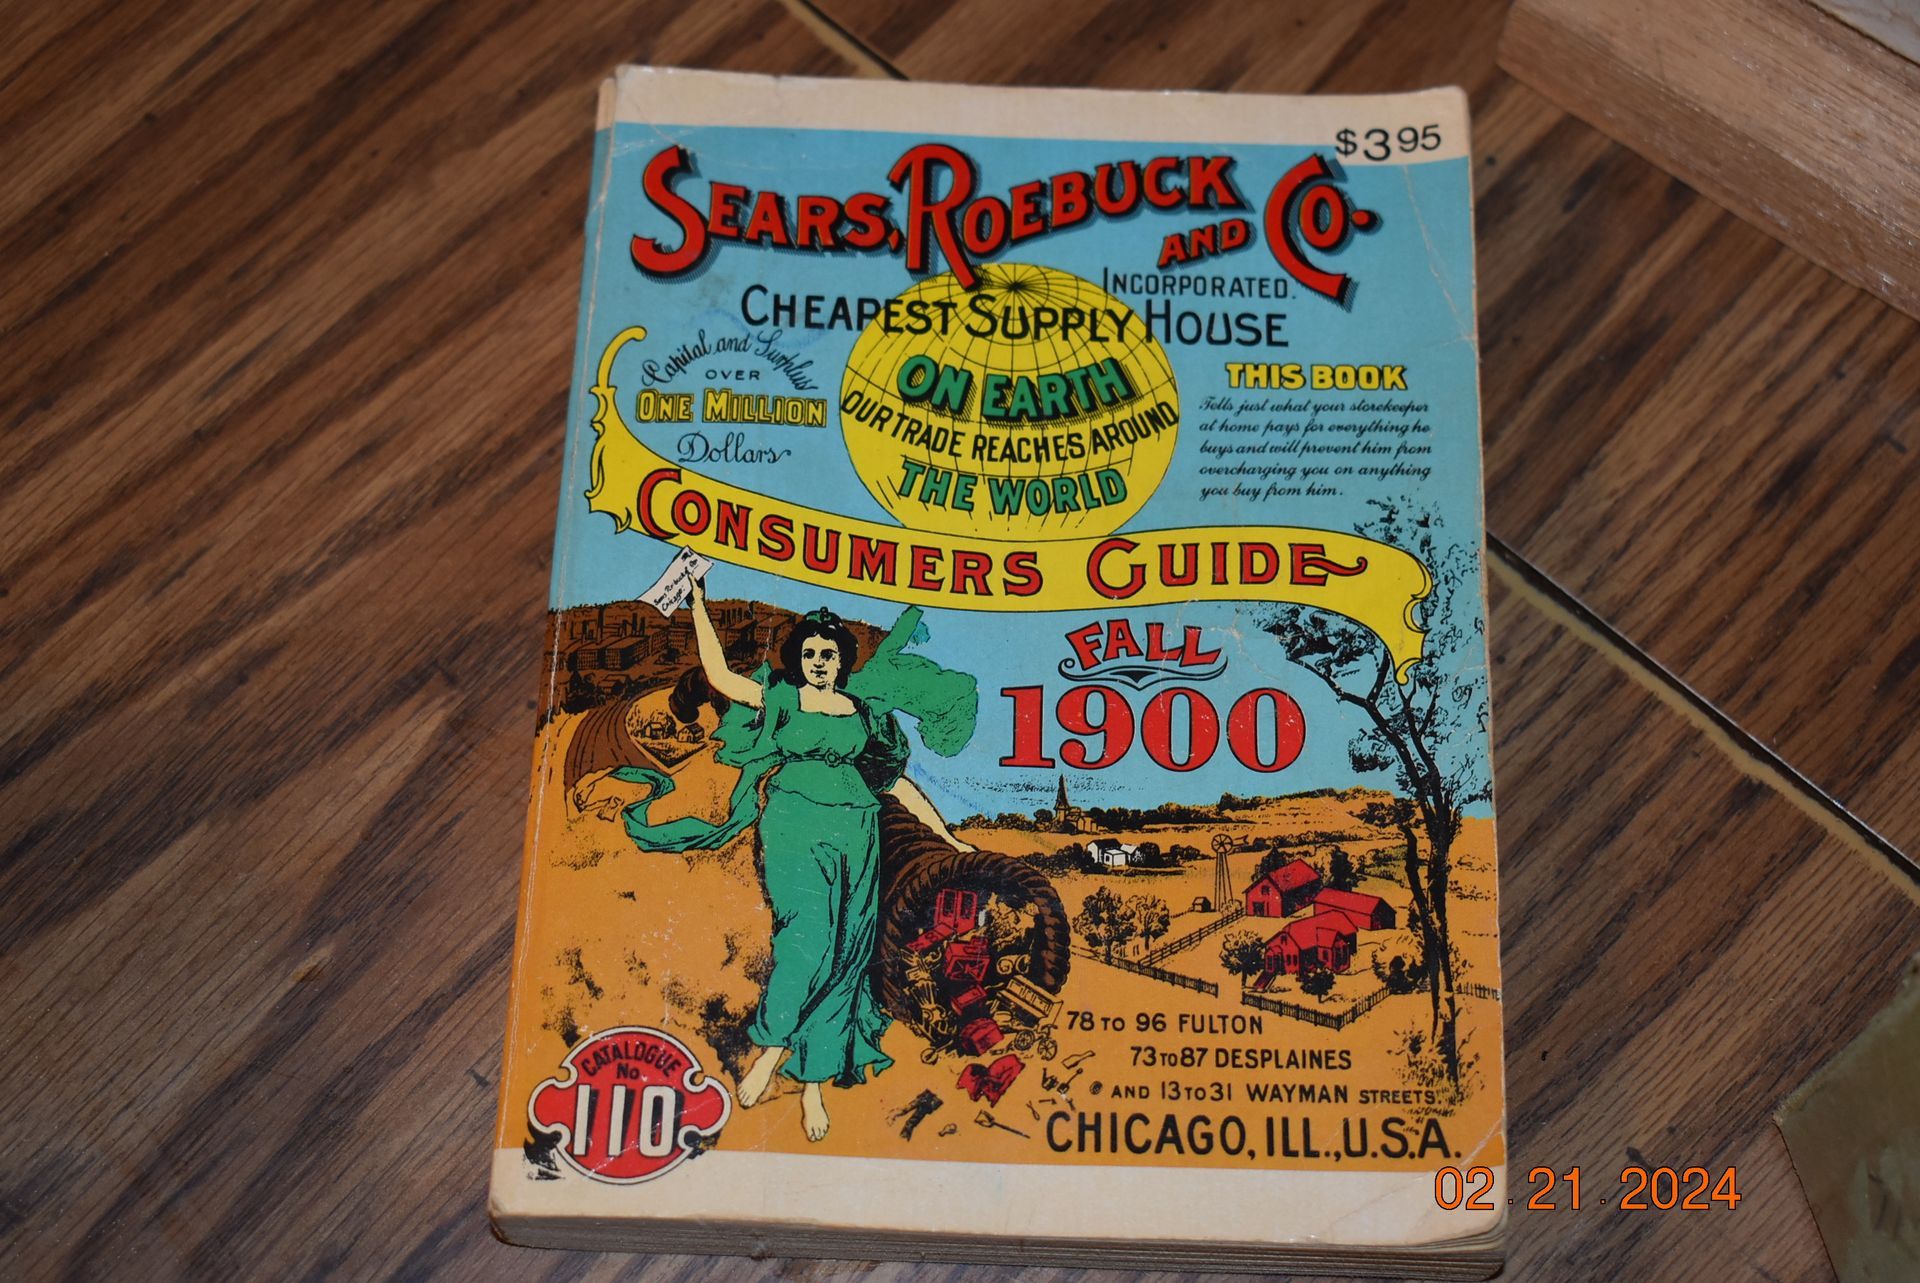 $3.95
SEARS, ROEBUCK AND CO.
INCORPORATED.
CHEAPEST SUPPLY HOUSE
ON EARTH
OUR TRADE REACHES AROUND
THE WORLD
Capital and Surplus
OVER
ONE MILLION
Dollars
THIS BOOK
Tells just what your storekeeper
at home pays for everything he
buys and will prevent him from
overcharging you on anything
you buy from him.
CONSUMERS GUIDE
Sears Roebuck & Co
Chicago.
FALL
1900
78 TO 96 FULTON
73 TO 87 DESPLAINES
AND 13 TO 31 WAYMAN STREETS.
CHICAGO, ILL., U.S.A.
CATALOGUE
No
110
02.21.2024